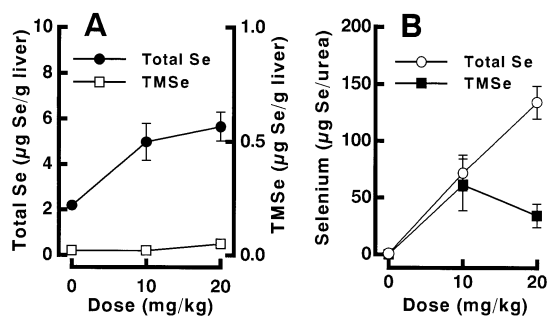 A
Total Se (µg Se/g liver)
10
8
6
4
2
0
Total Se
TMSe
1.0
0.5
0.0
TMSe (µg Se/g liver)
0
10
20
Dose (mg/kg)
B
Selenium (µg Se/urea)
200
150
100
50
0
Total Se
TMSe
0
10
20
Dose (mg/kg)